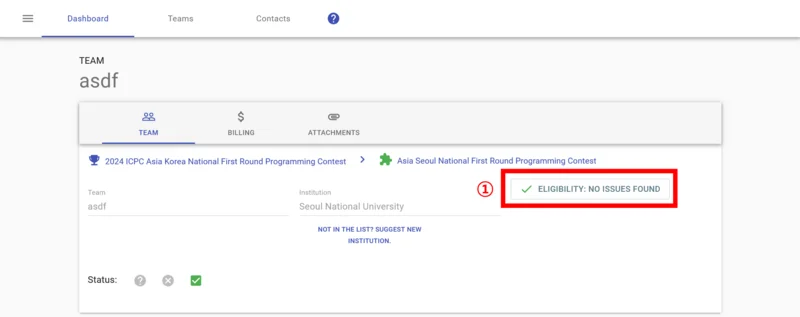 Dashboard
Teams
Contacts
?
TEAM
asdf
TEAM
$
BILLING
ATTACHMENTS
2024 ICPC Asia Korea National First Round Programming Contest
Asia Seoul National First Round Programming Contest
①
ELIGIBILITY: NO ISSUES FOUND
Team
asdf
Institution
Seoul National University
NOT IN THE LIST? SUGGEST NEW
INSTITUTION.
Status:
?